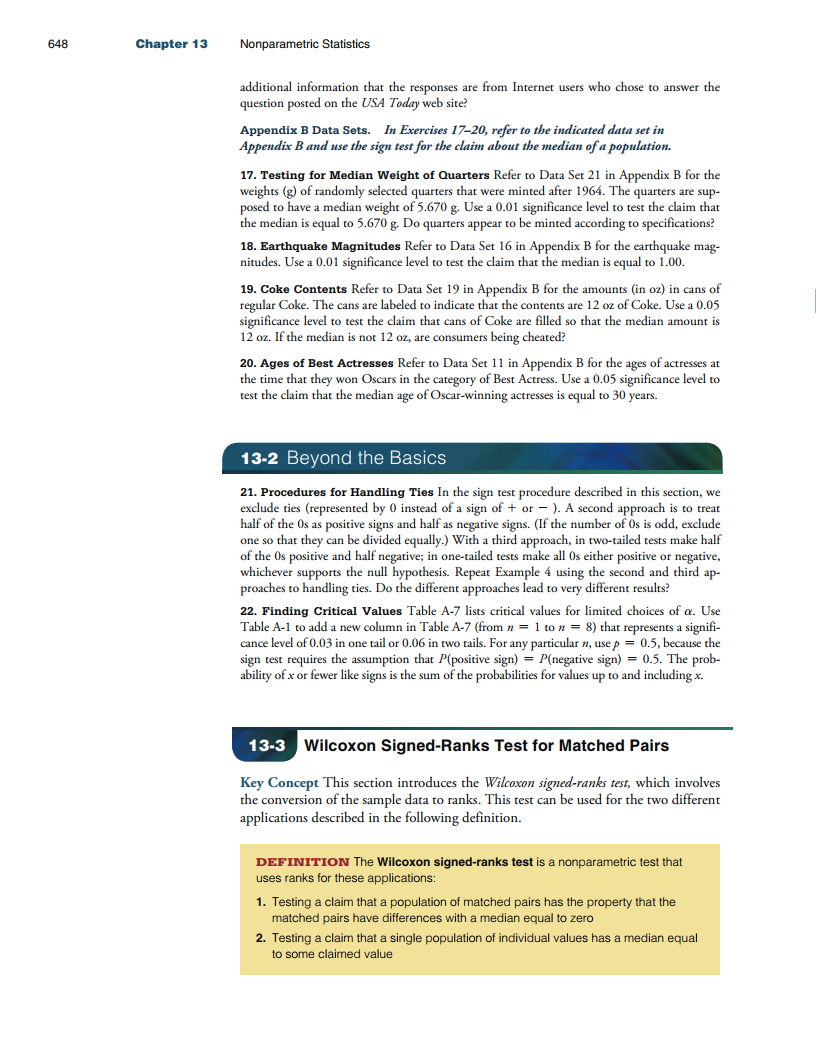 648 Chapter 13 Nonparametric Statistics
additional information that the responses are from Internet users who chose to answer the
question posted on the USA Today web site?
Appendix B Data Sets. In Exercises 17–20, refer to the indicated data set in
Appendix B and use the sign test for the claim about the median of a population.
17. Testing for Median Weight of Quarters Refer to Data Set 21 in Appendix B for the
weights (g) of randomly selected quarters that were minted after 1964. The quarters are sup-
posed to have a median weight of 5.670 g. Use a 0.01 significance level to test the claim that
the median is equal to 5.670 g. Do quarters appear to be minted according to specifications?
18. Earthquake Magnitudes Refer to Data Set 16 in Appendix B for the earthquake mag-
nitudes. Use a 0.01 significance level to test the claim that the median is equal to 1.00.
19. Coke Contents Refer to Data Set 19 in Appendix B for the amounts (in oz) in cans of
regular Coke. The cans are labeled to indicate that the contents are 12 oz of Coke. Use a 0.05
significance level to test the claim that cans of Coke are filled so that the median amount is
12 oz. If the median is not 12 oz, are consumers being cheated?
20. Ages of Best Actresses Refer to Data Set 11 in Appendix B for the ages of actresses at
the time that they won Oscars in the category of Best Actress. Use a 0.05 significance level to
test the claim that the median age of Oscar-winning actresses is equal to 30 years.
13-2 Beyond the Basics
21. Procedures for Handling Ties In the sign test procedure described in this section, we
exclude ties (represented by 0 instead of a sign of + or − ). A second approach is to treat
half of the 0s as positive signs and half as negative signs. (If the number of 0s is odd, exclude
one so that they can be divided equally.) With a third approach, in two-tailed tests make half
of the 0s positive and half negative; in one-tailed tests make all 0s either positive or negative,
whichever supports the null hypothesis. Repeat Example 4 using the second and third ap-
proaches to handling ties. Do the different approaches lead to very different results?
22. Finding Critical Values Table A-7 lists critical values for limited choices of α. Use
Table A-1 to add a new column in Table A-7 (from n = 1 to n = 8) that represents a signifi-
cance level of 0.03 in one tail or 0.06 in two tails. For any particular n, use p = 0.5, because the
sign test requires the assumption that P(positive sign) = P(negative sign) = 0.5. The prob-
ability of x or fewer like signs is the sum of the probabilities for values up to and including x.
13-3 Wilcoxon Signed-Ranks Test for Matched Pairs
Key Concept This section introduces the Wilcoxon signed-ranks test, which involves
the conversion of the sample data to ranks. This test can be used for the two different
applications described in the following definition.
DEFINITION The Wilcoxon signed-ranks test is a nonparametric test that
uses ranks for these applications:
1. Testing a claim that a population of matched pairs has the property that the
matched pairs have differences with a median equal to zero
2. Testing a claim that a single population of individual values has a median equal
to some claimed value